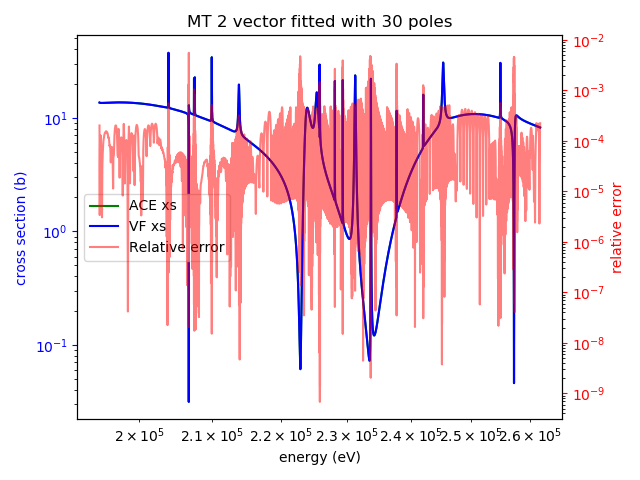 MT 2 vector fitted with 30 poles
cross section (b)
10¹
10⁰
10⁻¹
ACE xs
VF xs
Relative error
10⁻²
10⁻³
10⁻⁴
10⁻⁵
10⁻⁶
10⁻⁷
10⁻⁸
10⁻⁹
relative error
2 × 10⁵ 2.1 × 10⁵ 2.2 × 10⁵ 2.3 × 10⁵ 2.4 × 10⁵ 2.5 × 10⁵ 2.6 × 10⁵
energy (eV)